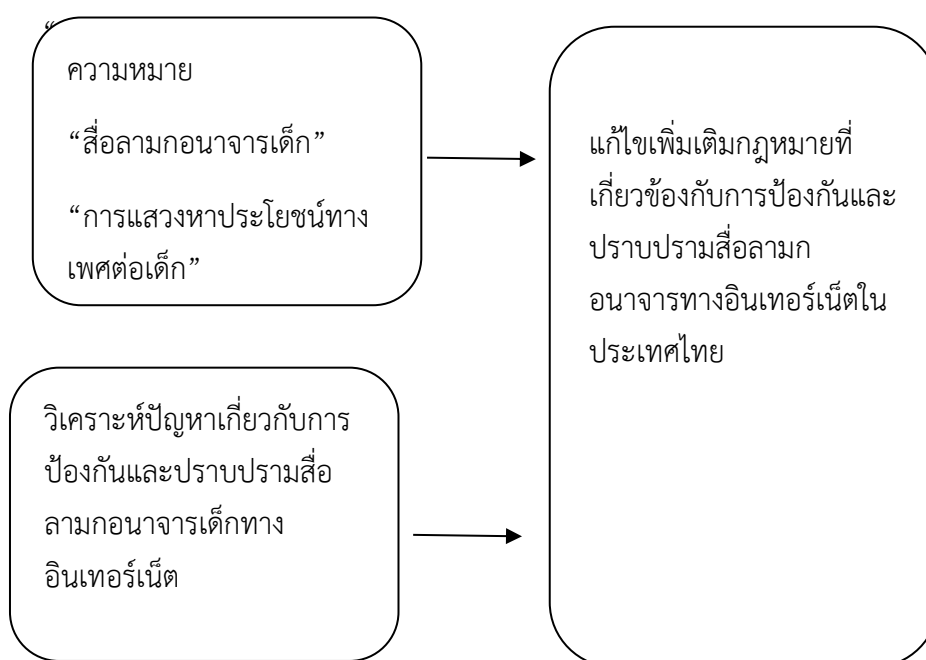 “
ความหมาย
“สื่อลามกอนาจารเด็ก”
“การแสวงหาประโยชน์ทาง
เพศต่อเด็ก”
แก้ไขเพิ่มเติมกฎหมายที่
เกี่ยวข้องกับการป้องกันและ
ปราบปรามสื่อลามก
อนาจารทางอินเทอร์เน็ตใน
ประเทศไทย
วิเคราะห์ปัญหาเกี่ยวกับการ
ป้องกันและปราบปรามสื่อ
ลามกอนาจารเด็กทาง
อินเทอร์เน็ต